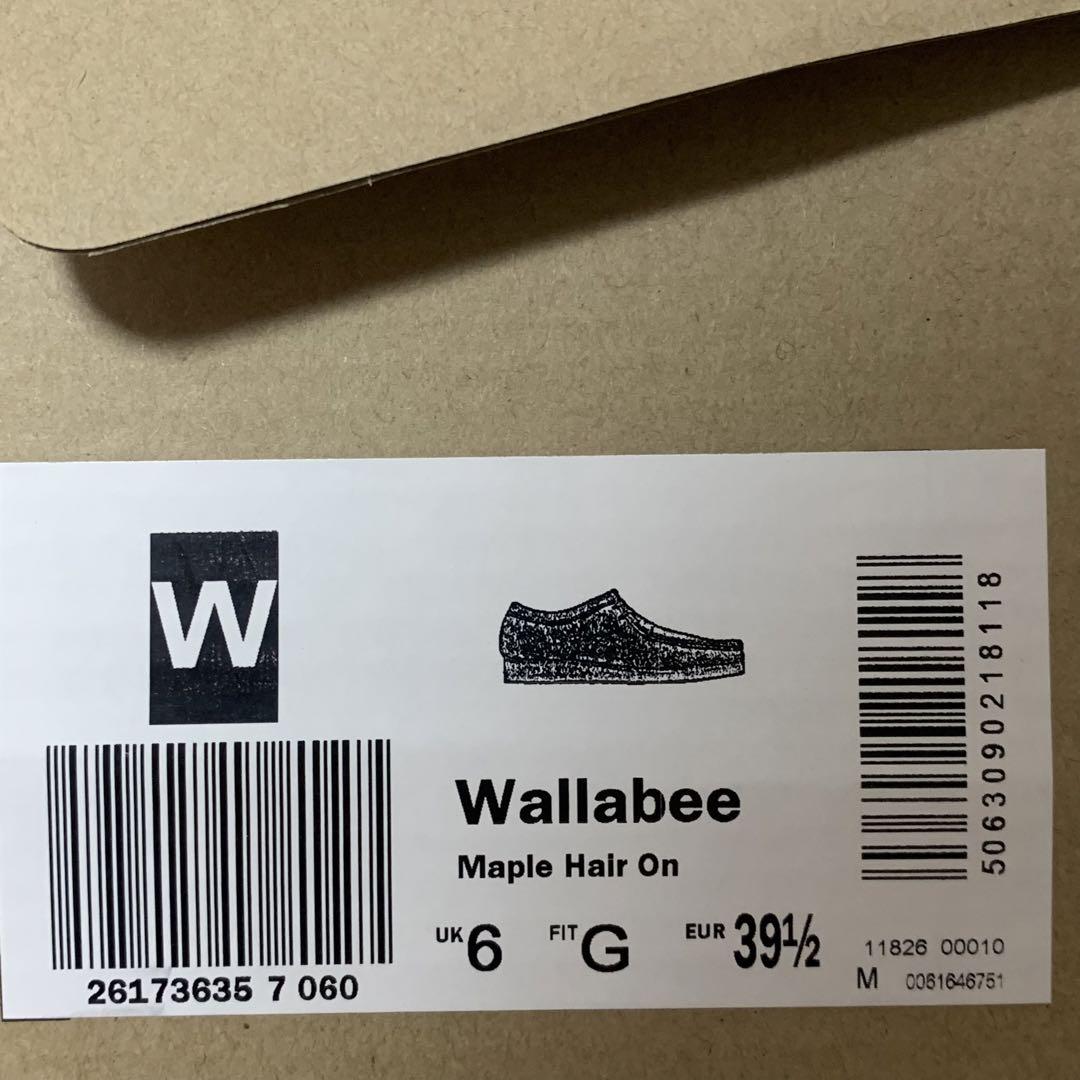 W
26173635 7 060
Wallabee
Maple Hair On
UK 6 FIT G EUR 39½
5063090218118
11826 00010
M 0061646751